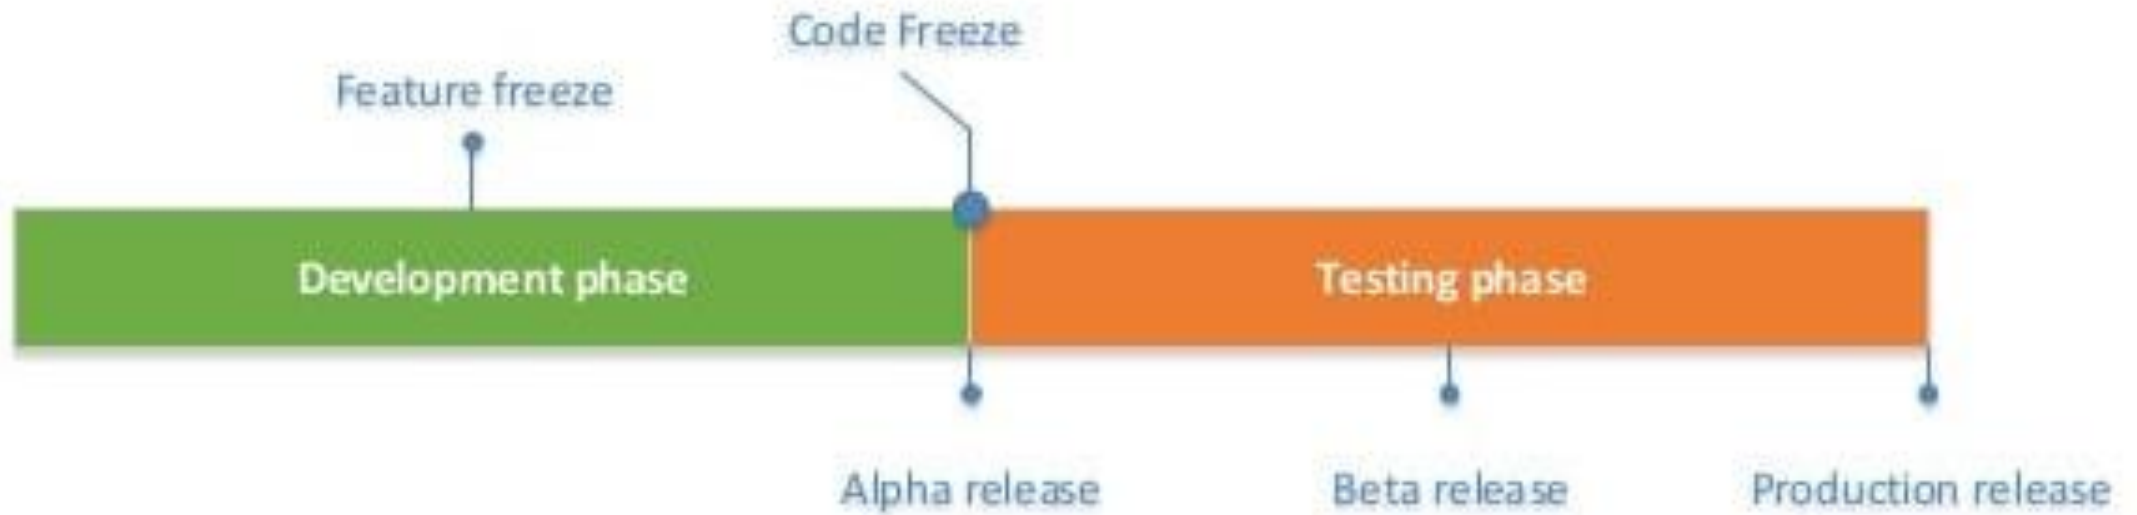 Code Freeze
Feature freeze
Development phase
Testing phase
Alpha release
Beta release
Production release